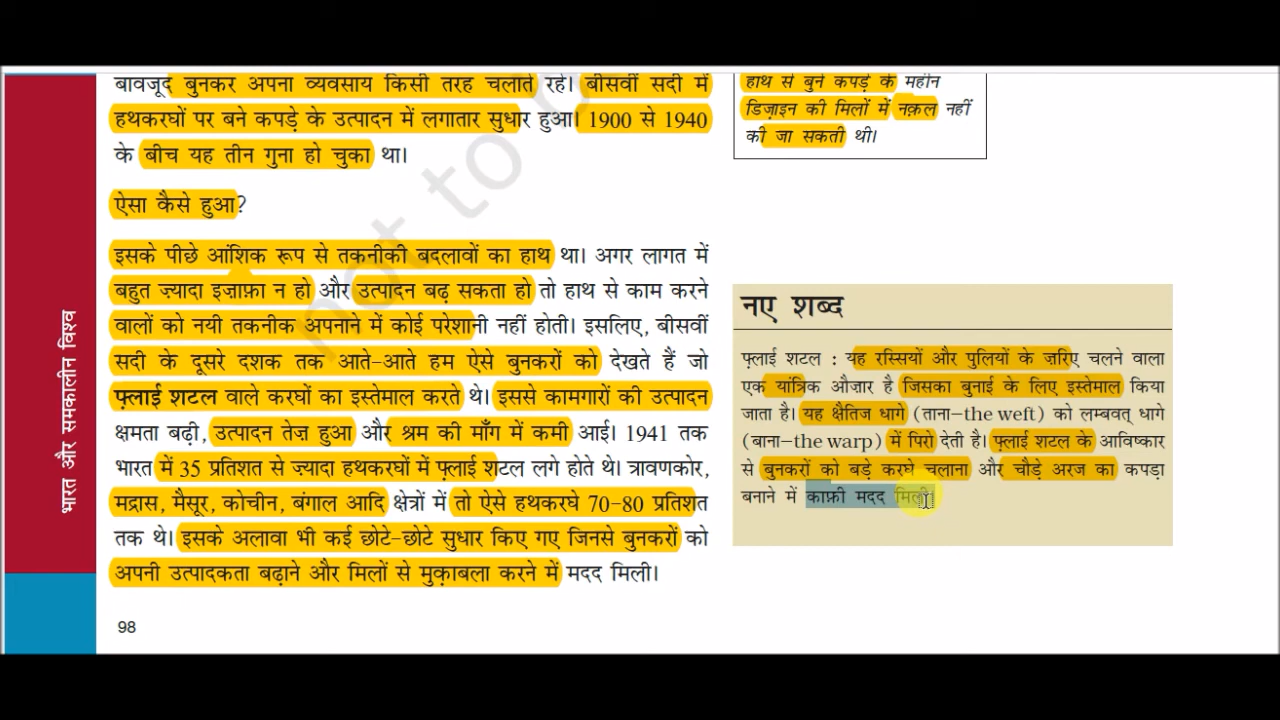 बावजूद बुनकर अपना व्यवसाय किसी तरह चलाते रहे। बीसवीं सदी में
हथकरघों पर बने कपड़े के उत्पादन में लगातार सुधार हुआ। 1900 से 1940
के बीच यह तीन गुना हो चुका था।
ऐसा कैसे हुआ?
इसके पीछे आंशिक रूप से तकनीकी बदलावों का हाथ था। अगर लागत में
बहुत ज़्यादा इज़ाफ़ा न हो और उत्पादन बढ़ सकता हो तो हाथ से काम करने
वालों को नयी तकनीक अपनाने में कोई परेशानी नहीं होती। इसलिए, बीसवीं
सदी के दूसरे दशक तक आते-आते हम ऐसे बुनकरों को देखते हैं जो
फ़्लाई शटल वाले करघों का इस्तेमाल करते थे। इससे कामगारों की उत्पादन
क्षमता बढ़ी, उत्पादन तेज़ हुआ और श्रम की माँग में कमी आई। 1941 तक
भारत में 35 प्रतिशत से ज़्यादा हथकरघों में फ़्लाई शटल लगे होते थे। त्रावणकोर,
मद्रास, मैसूर, कोचीन, बंगाल आदि क्षेत्रों में तो ऐसे हथकरघे 70-80 प्रतिशत
तक थे। इसके अलावा भी कई छोटे-छोटे सुधार किए गए जिनसे बुनकरों को
अपनी उत्पादकता बढ़ाने और मिलों से मुक़ाबला करने में मदद मिली।
हाथ से बुने कपड़े के महीन
डिज़ाइन की मिलों में नक़ल नहीं
की जा सकती थी।
नए शब्द
फ़्लाई शटल : यह रस्सियों और पुलियों के ज़रिए चलने वाला
एक यांत्रिक औज़ार है जिसका बुनाई के लिए इस्तेमाल किया
जाता है। यह क्षैतिज धागे (ताना-the weft) को लम्बवत् धागे
(बाना-the warp) में पिरो देती है। फ़्लाई शटल के आविष्कार
से बुनकरों को बड़े करघे चलाना और चौड़े अरज का कपड़ा
बनाने में काफ़ी मदद मिली
भारत और समकालीन विश्व
98
not to b